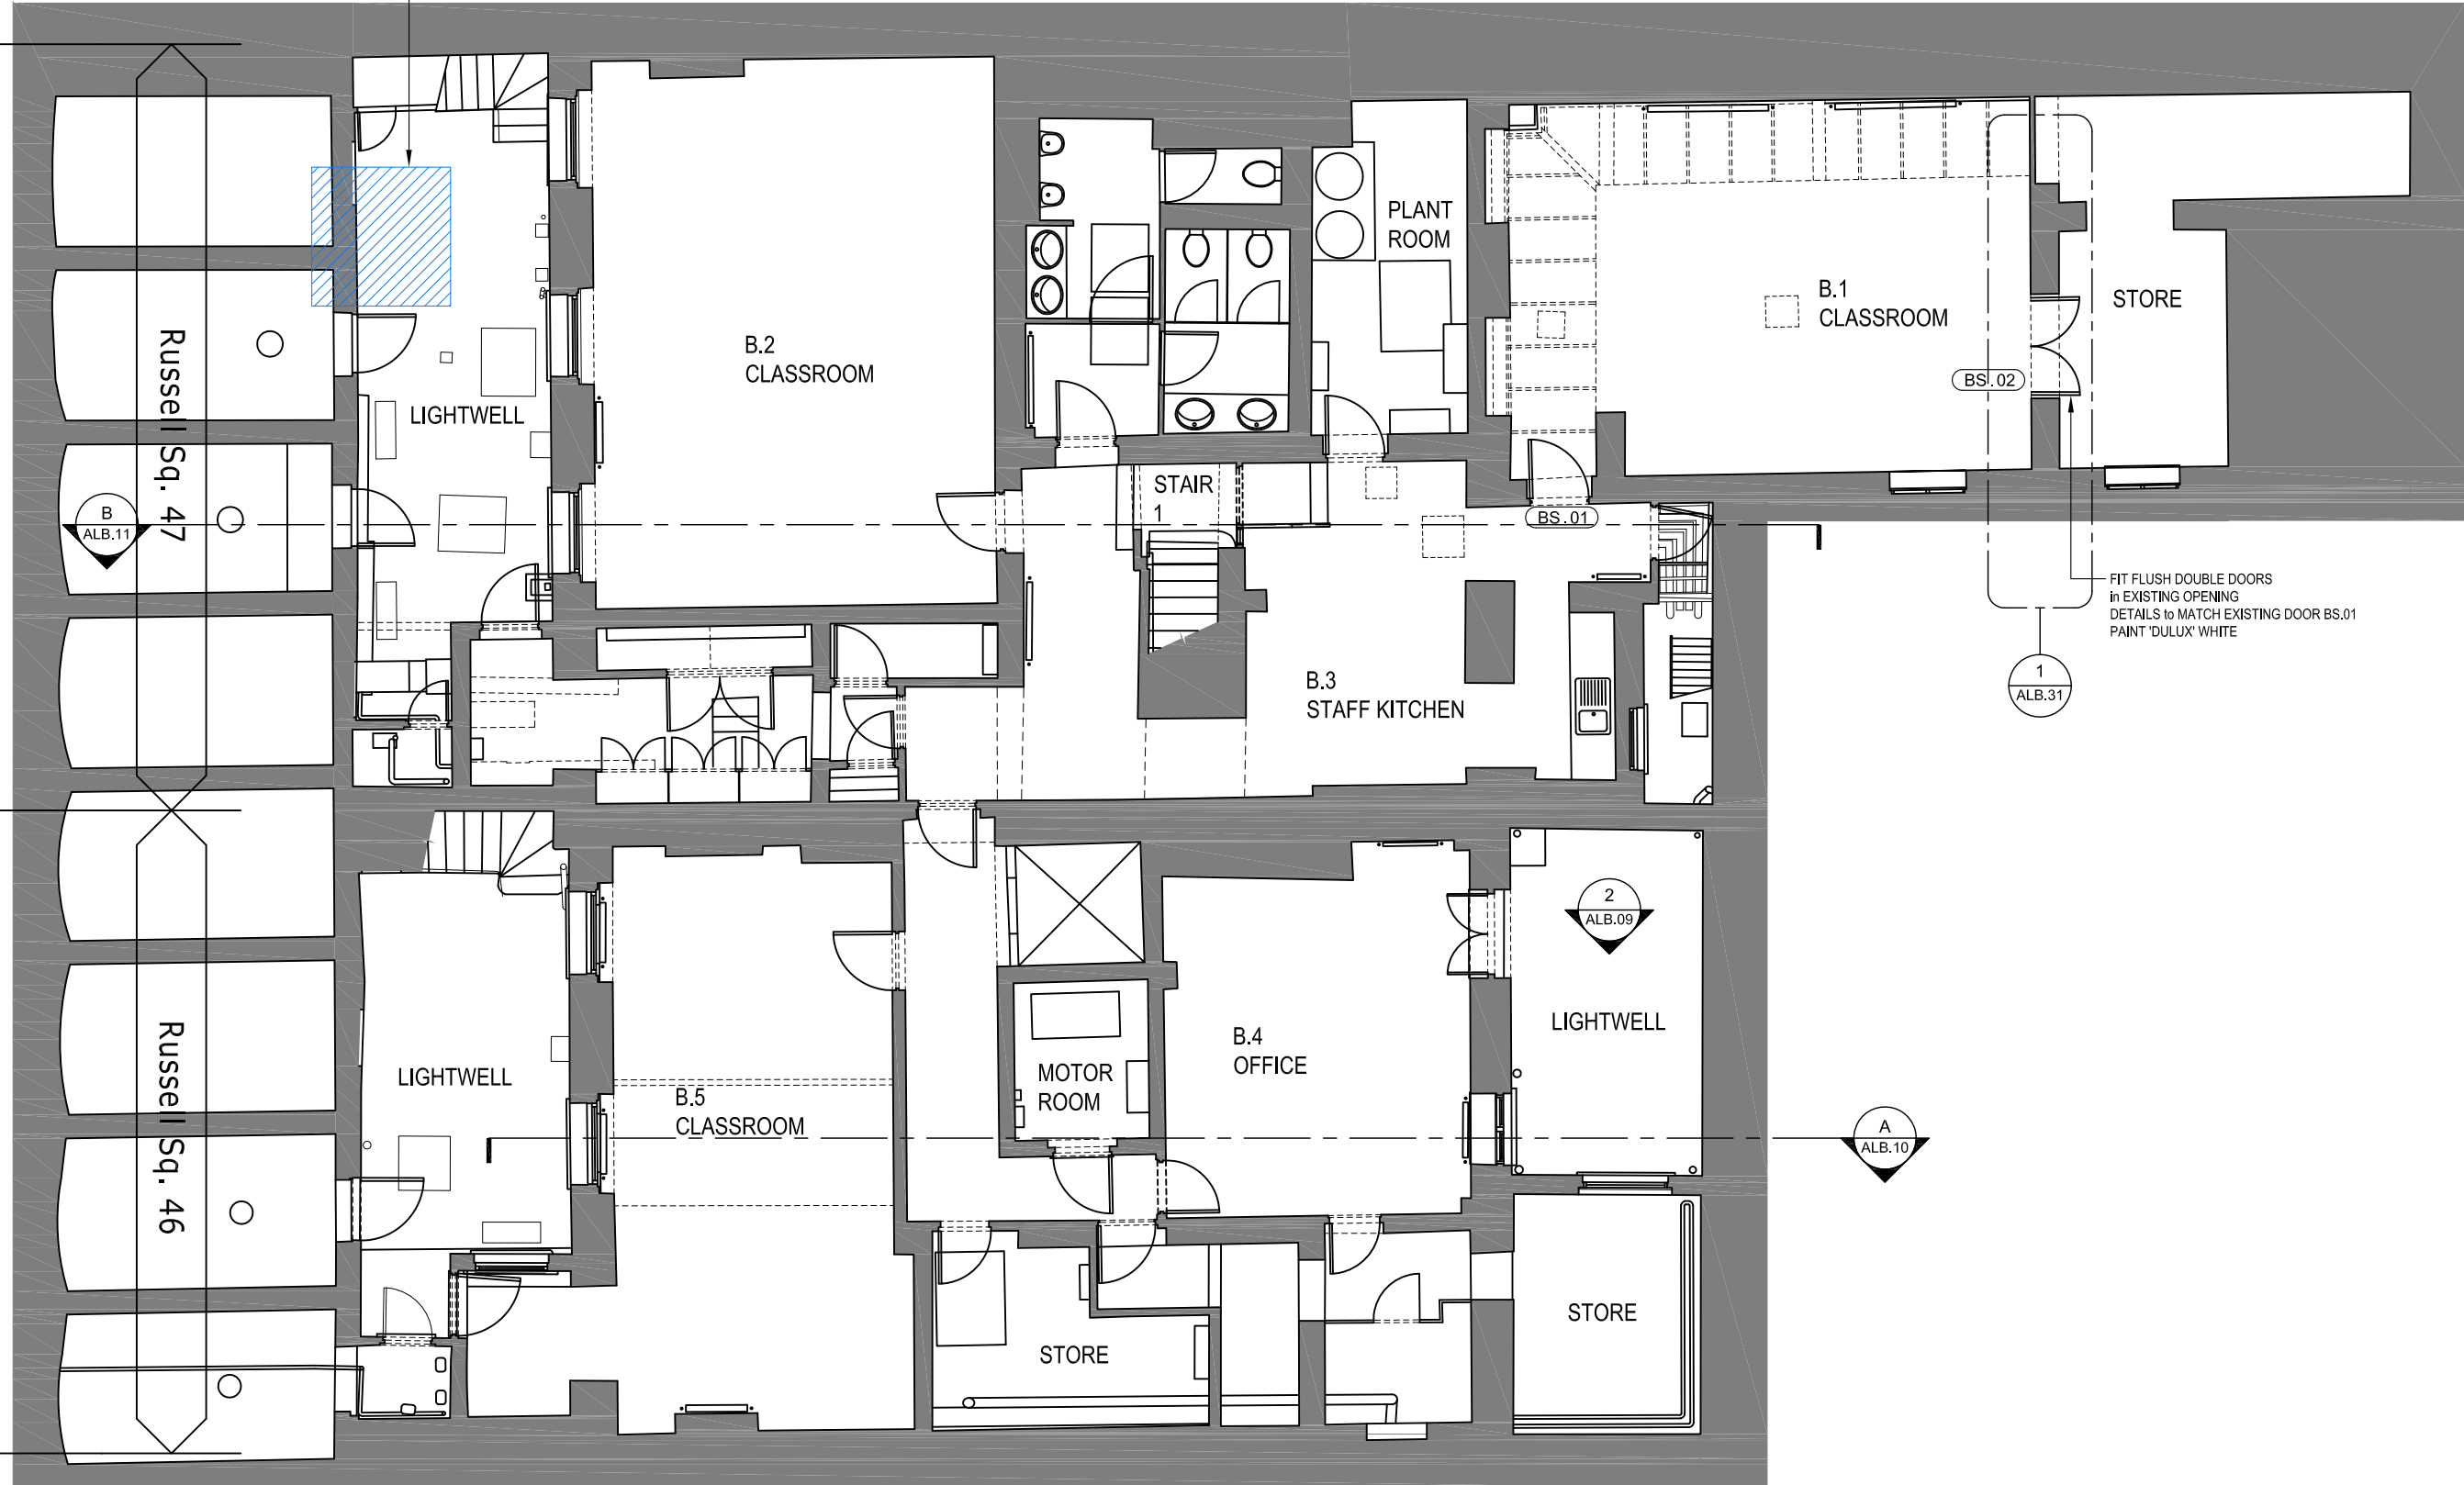 PLANT
ROOM
B.1
CLASSROOM
STORE
B.2
CLASSROOM
BS.02
LIGHTWELL
Russell Sq. 47
STAIR
1
B
ALB.11
BS.01
FIT FLUSH DOUBLE DOORS
in EXISTING OPENING
DETAILS to MATCH EXISTING DOOR BS.01
PAINT 'DULUX' WHITE
B.3
STAFF KITCHEN
1
ALB.31
2
ALB.09
LIGHTWELL
B.4
OFFICE
MOTOR
ROOM
LIGHTWELL
B.5
CLASSROOM
Russell Sq. 46
A
ALB.10
STORE
STORE